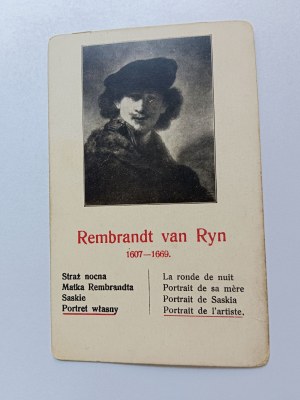 Rembrandt van Ryn
1607—1669.
Straż nocna
Matka Rembrandta
Saskie
Portret własny
La ronde de nuit
Portrait de sa mère
Portrait de Saskia
Portrait de l'artiste.